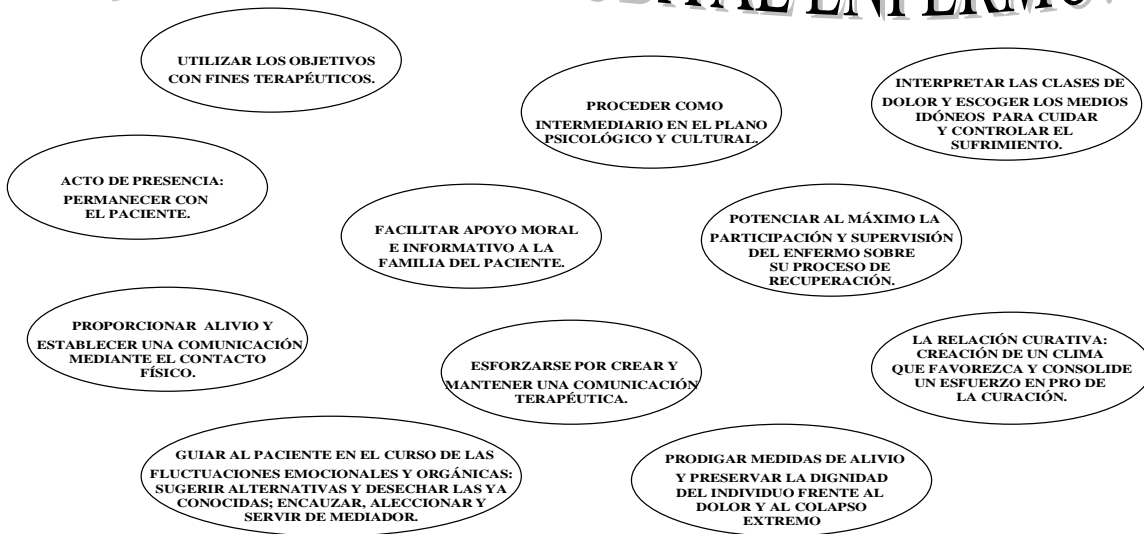 AL ENFERMO
UTILIZAR LOS OBJETIVOS
CON FINES TERAPÉUTICOS.
PROCEDER COMO
INTERMEDIARIO EN EL PLANO
PSICOLÓGICO Y CULTURAL.
INTERPRETAR LAS CLASES DE
DOLOR Y ESCOGER LOS MEDIOS
IDÓNEOS PARA CUIDAR
Y CONTROLAR EL
SUFRIMIENTO.
ACTO DE PRESENCIA:
PERMANECER CON
EL PACIENTE.
FACILITAR APOYO MORAL
E INFORMATIVO A LA
FAMILIA DEL PACIENTE.
POTENCIAR AL MÁXIMO LA
PARTICIPACIÓN Y SUPERVISIÓN
DEL ENFERMO SOBRE
SU PROCESO DE
RECUPERACIÓN.
PROPORCIONAR ALIVIO Y
ESTABLECER UNA COMUNICACIÓN
MEDIANTE EL CONTACTO
FÍSICO.
ESFORZARSE POR CREAR Y
MANTENER UNA COMUNICACIÓN
TERAPÉUTICA.
LA RELACIÓN CURATIVA:
CREACIÓN DE UN CLIMA
QUE FAVOREZCA Y CONSOLIDE
UN ESFUERZO EN PRO DE
LA CURACIÓN.
GUIAR AL PACIENTE EN EL CURSO DE LAS
FLUCTUACIONES EMOCIONALES Y ORGÁNICAS:
SUGERIR ALTERNATIVAS Y DESECHAR LAS YA
CONOCIDAS; ENCAUZAR, ALECCIONAR Y
SERVIR DE MEDIADOR.
PRODIGAR MEDIDAS DE ALIVIO
Y PRESERVAR LA DIGNIDAD
DEL INDIVIDUO FRENTE AL
DOLOR Y AL COLAPSO
EXTREMO